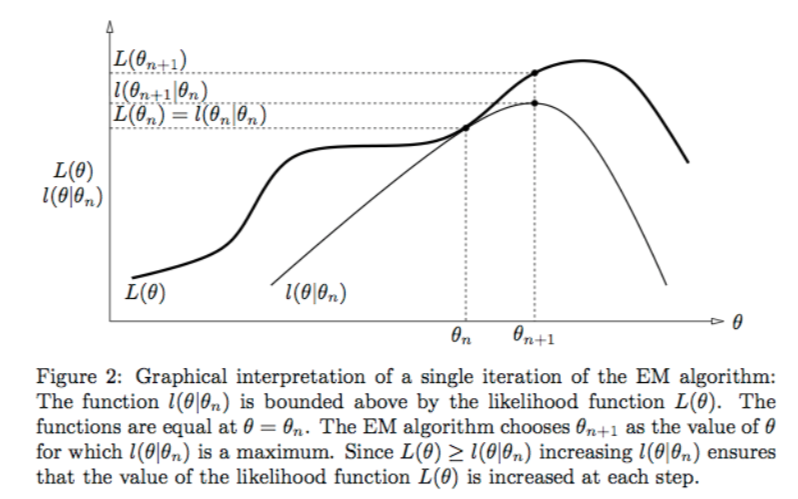 L(θₙ₊₁)
l(θₙ₊₁|θₙ)
L(θₙ) = l(θₙ|θₙ)
L(θ)
l(θ|θₙ)
L(θ)
l(θ|θₙ)
θ
θₙ
θₙ₊₁
Figure 2: Graphical interpretation of a single iteration of the EM algorithm:
The function l(θ|θₙ) is bounded above by the likelihood function L(θ). The
functions are equal at θ = θₙ. The EM algorithm chooses θₙ₊₁ as the value of θ
for which l(θ|θₙ) is a maximum. Since L(θ) ≥ l(θ|θₙ) increasing l(θ|θₙ) ensures
that the value of the likelihood function L(θ) is increased at each step.